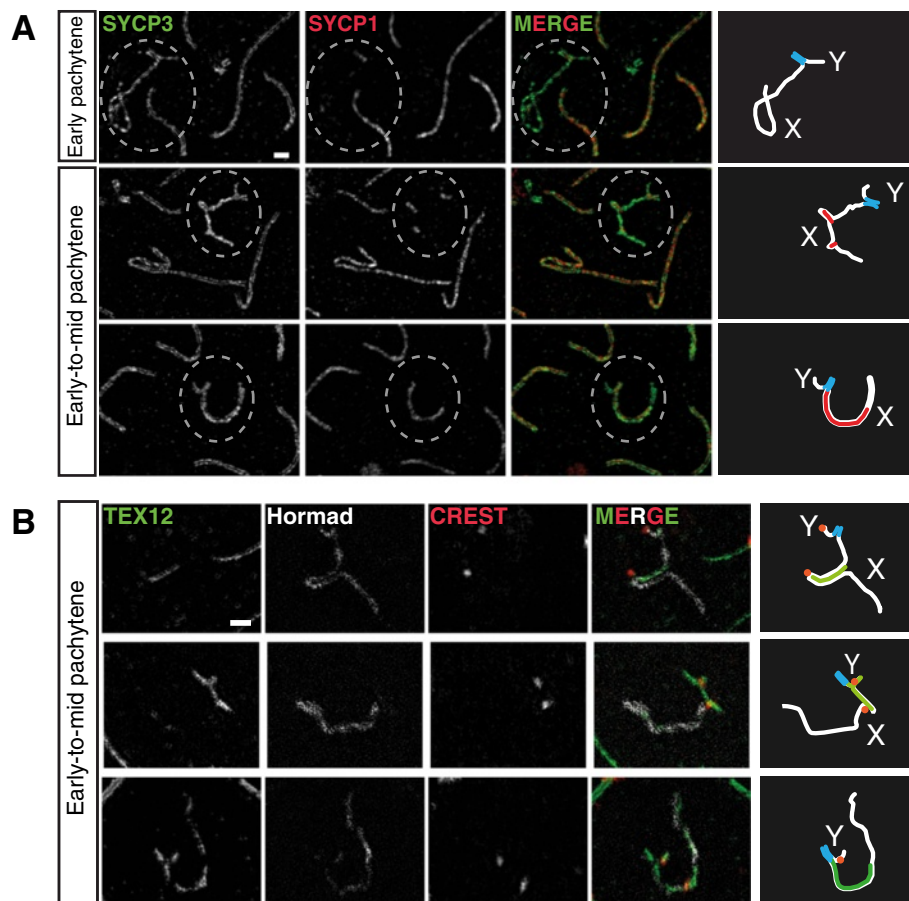 A
SYCP3 SYCP1 MERGE
Early pachytene
Y
X
Early-to-mid pachytene
Y
X
Y
X
B
TEX12 Hormad CREST MERGE
Early-to-mid pachytene
Y
X
Y
X
Y